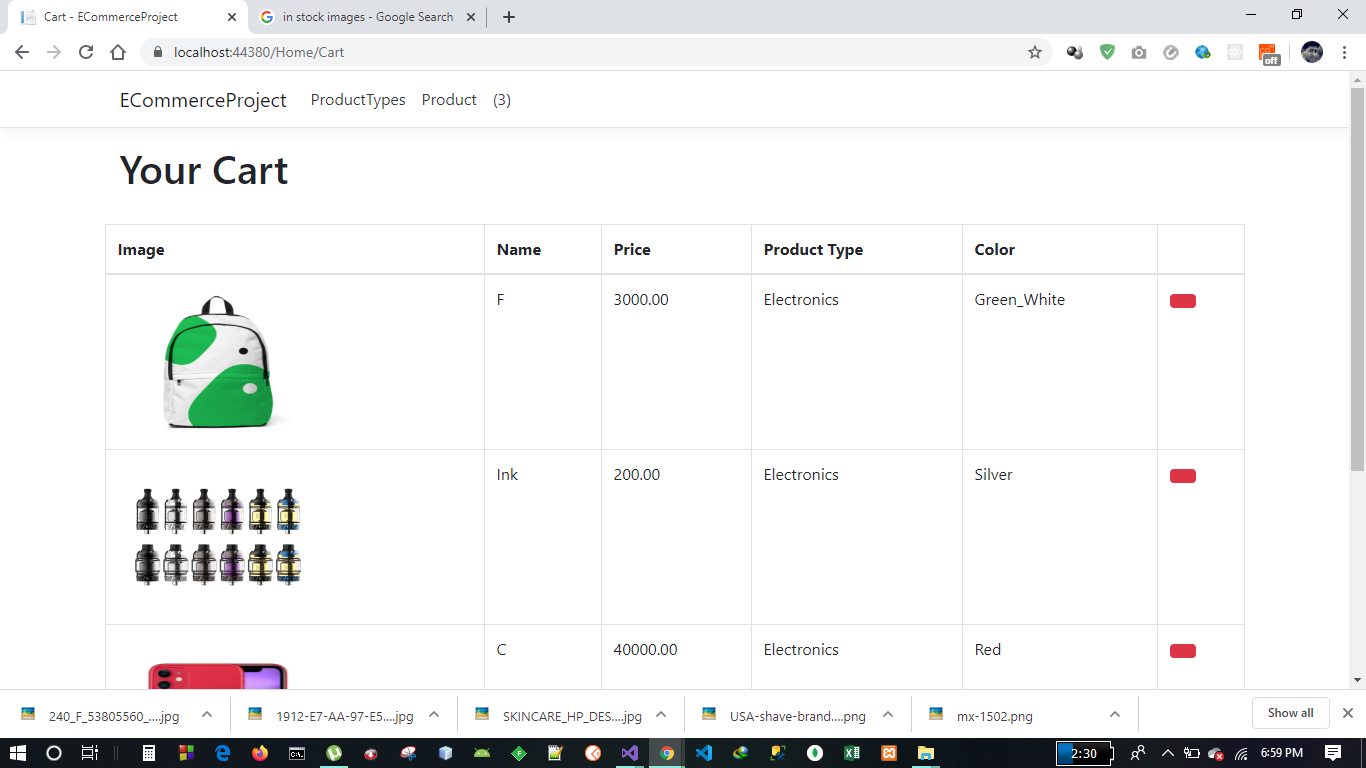 Cart - ECommerceProject
in stock images - Google Search
localhost:44380/Home/Cart
off
ECommerceProject ProductTypes Product (3)
Your Cart
Image Name Price Product Type Color
F 3000.00 Electronics Green_White
Ink 200.00 Electronics Silver
C 40000.00 Electronics Red
240_F_53805560_....jpg 1912-E7-AA-97-E5....jpg SKINCARE_HP_DES....jpg USA-shave-brand....png mx-1502.png Show all
2:30 6:59 PM